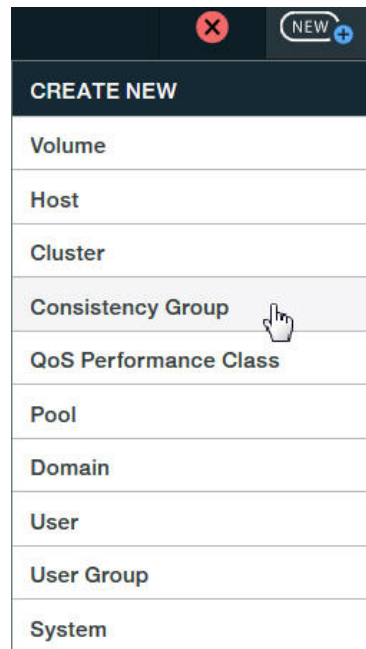 NEW
CREATE NEW
Volume
Host
Cluster
Consistency Group
QoS Performance Class
Pool
Domain
User
User Group
System